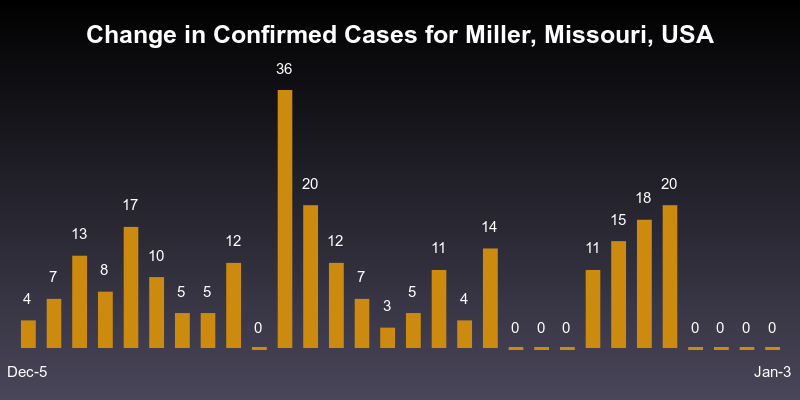 Change in Confirmed Cases for Miller, Missouri, USA
4 7 13 8 17 10 5 5 12 0 36 20 12 7 3 5 11 4 14 0 0 0 11 15 18 20 0 0 0 0
Dec-5 Jan-3